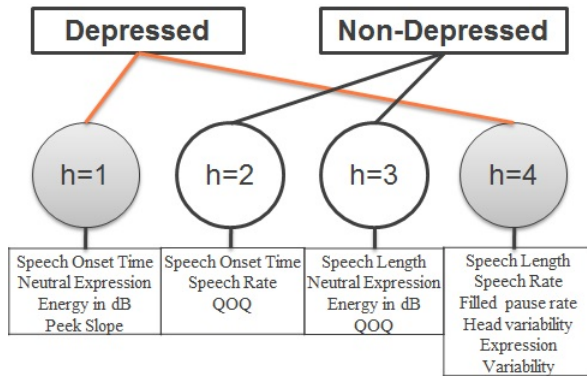 Depressed
Non-Depressed
h=1
h=2
h=3
h=4
Speech Onset Time
Neutral Expression
Energy in dB
Peek Slope
Speech Onset Time
Speech Rate
QOQ
Speech Length
Neutral Expression
Energy in dB
QOQ
Speech Length
Speech Rate
Filled pause rate
Head variability
Expression
Variability